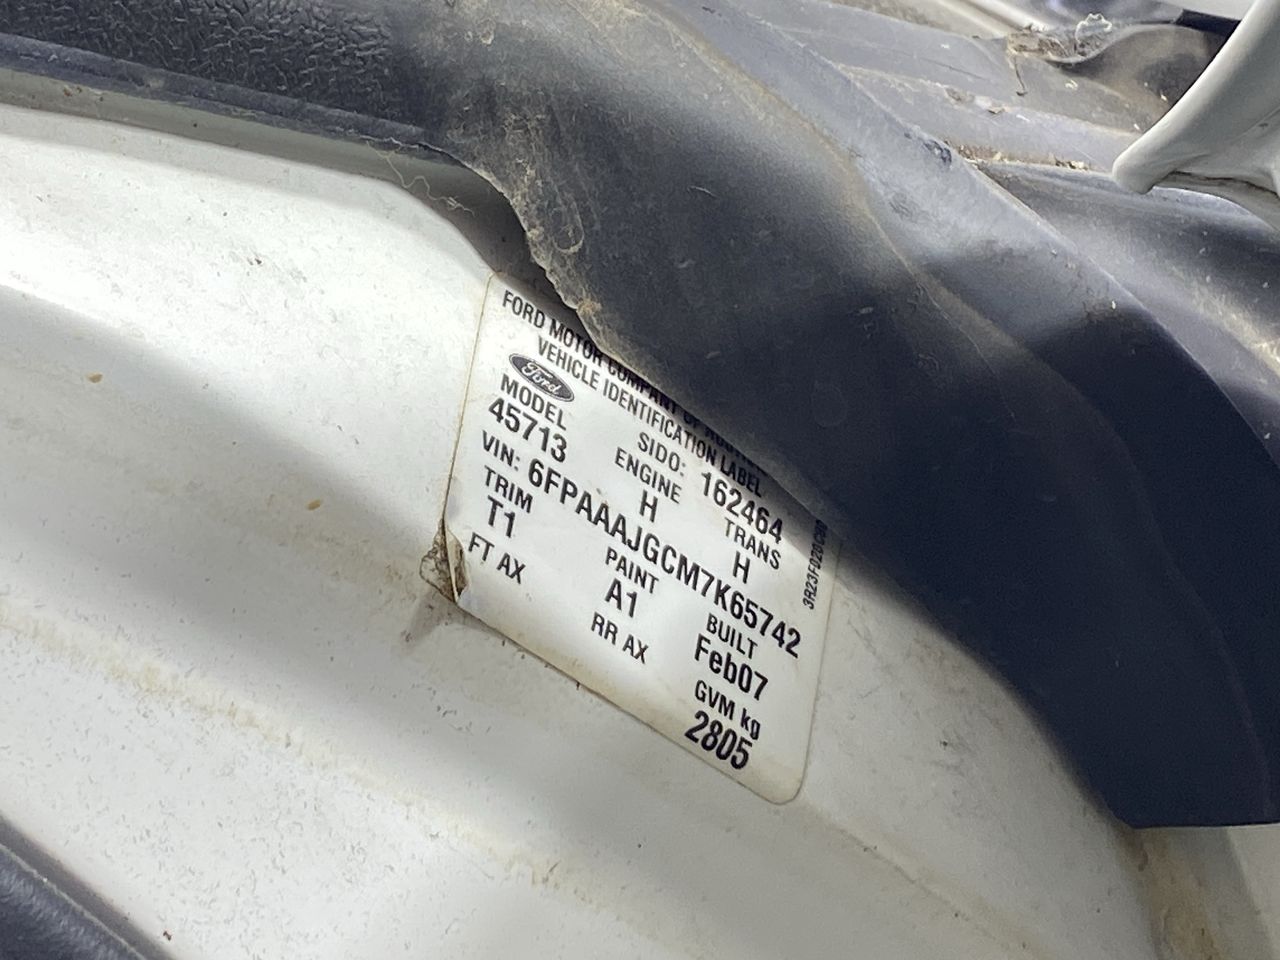 FORD MOTOR COMPANY OF
VEHICLE IDENTIFICATION LABEL
Ford
MODEL SIDO: 162464
45713 ENGINE TRANS
H H
VIN: 6FPAAAJGCM7K65742
TRIM PAINT BUILT
T1 A1 Feb07
FT AX RR AX GVM kg
2805